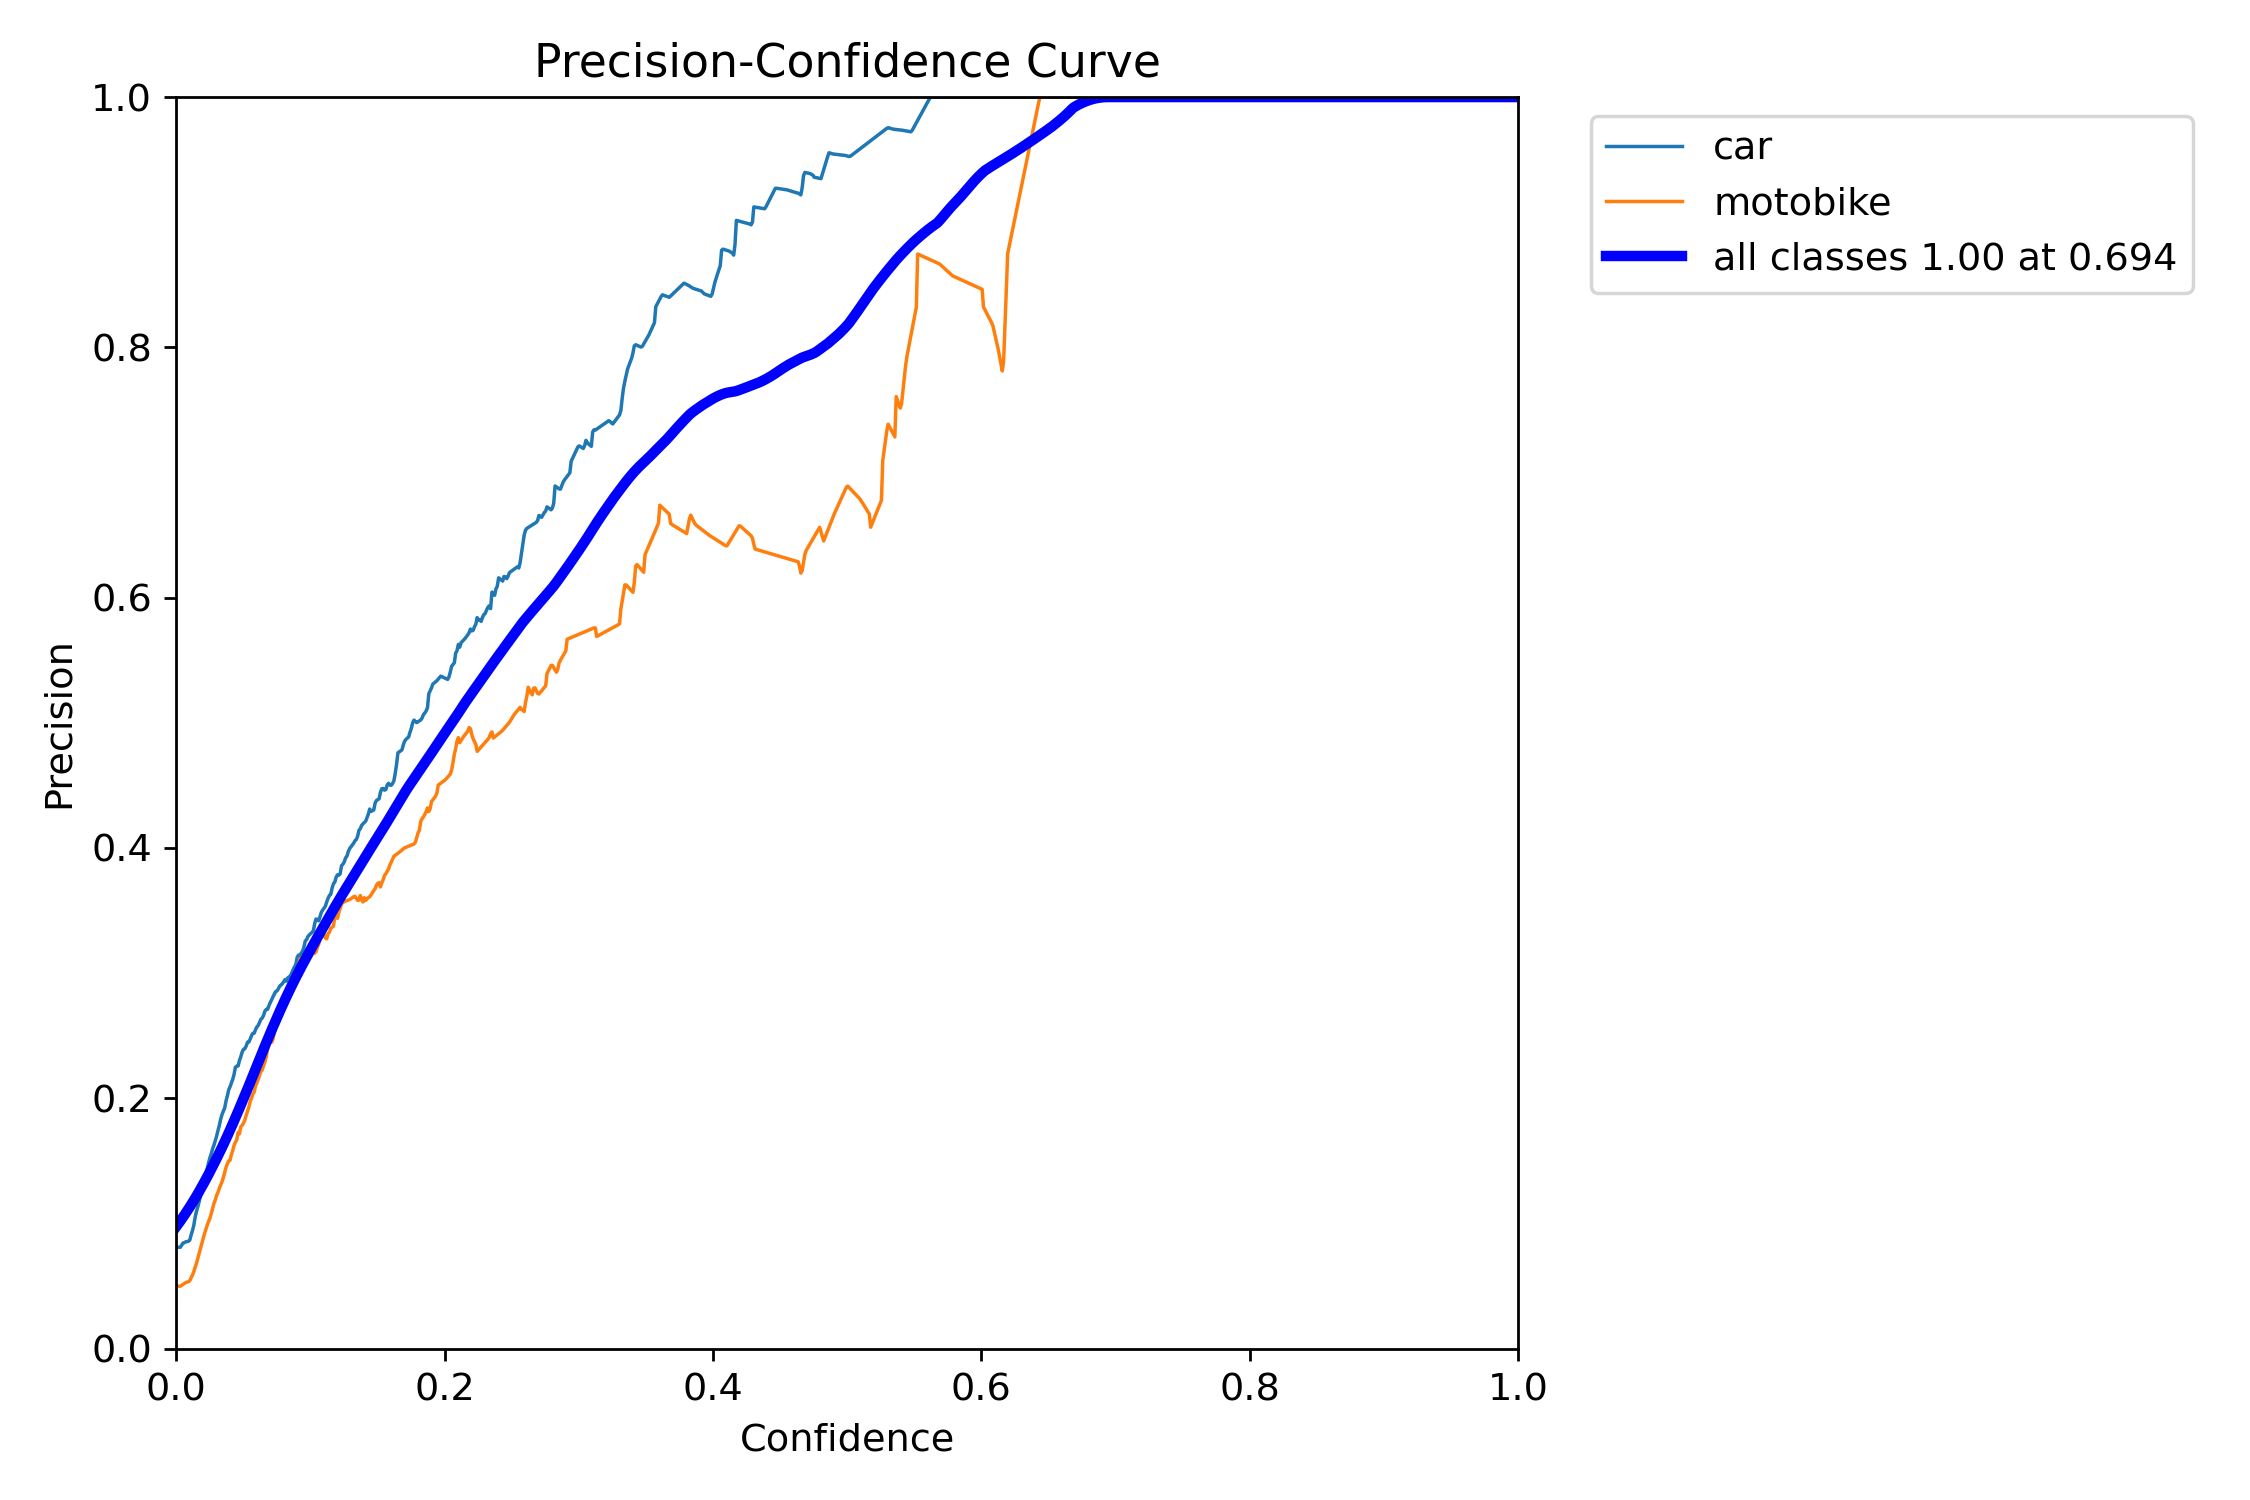 Precision-Confidence Curve
1.0
0.8
0.6
0.4
0.2
0.0
Precision
0.0 0.2 0.4 0.6 0.8 1.0
Confidence
car
motobike
all classes 1.00 at 0.694